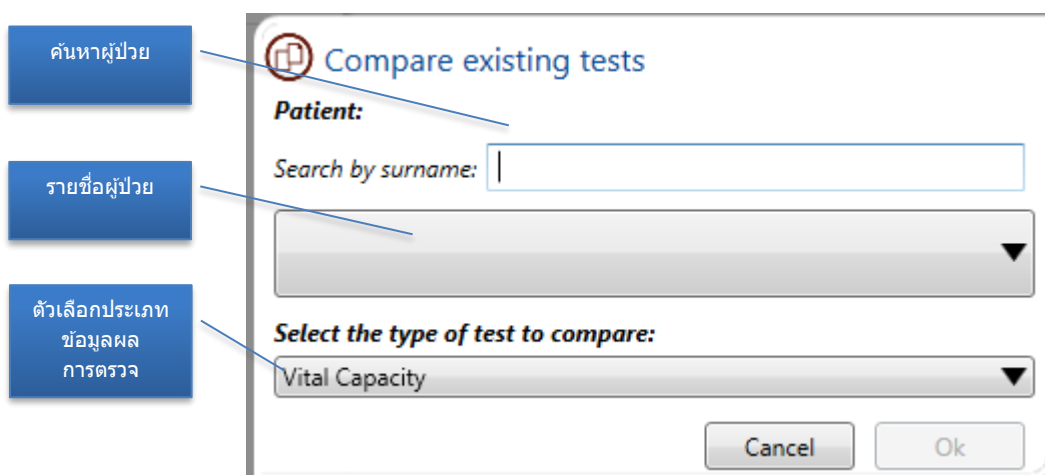 ค้นหาผู้ป่วย
รายชื่อผู้ป่วย
ตัวเลือกประเภท
ข้อมูลผล
การตรวจ
Compare existing tests
Patient:
Search by surname:
Select the type of test to compare:
Vital Capacity
Cancel
Ok